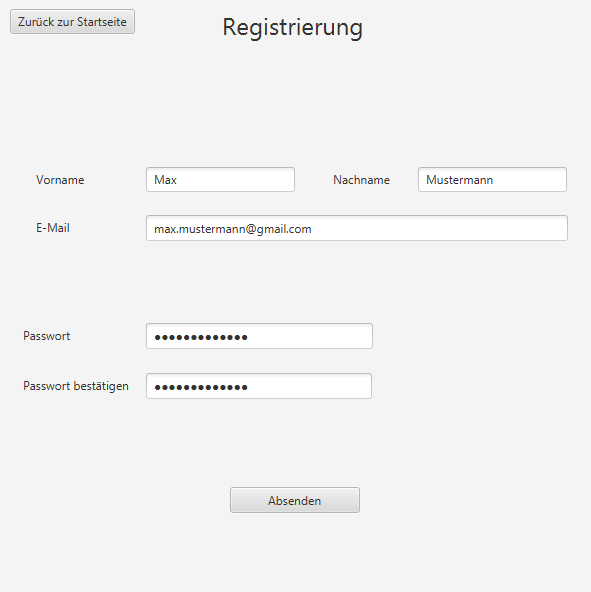 Zurück zur Startseite
Registrierung
Vorname Max Nachname Mustermann
E-Mail max.mustermann@gmail.com
Passwort ●●●●●●●●●●●●●
Passwort bestätigen ●●●●●●●●●●●●●
Absenden